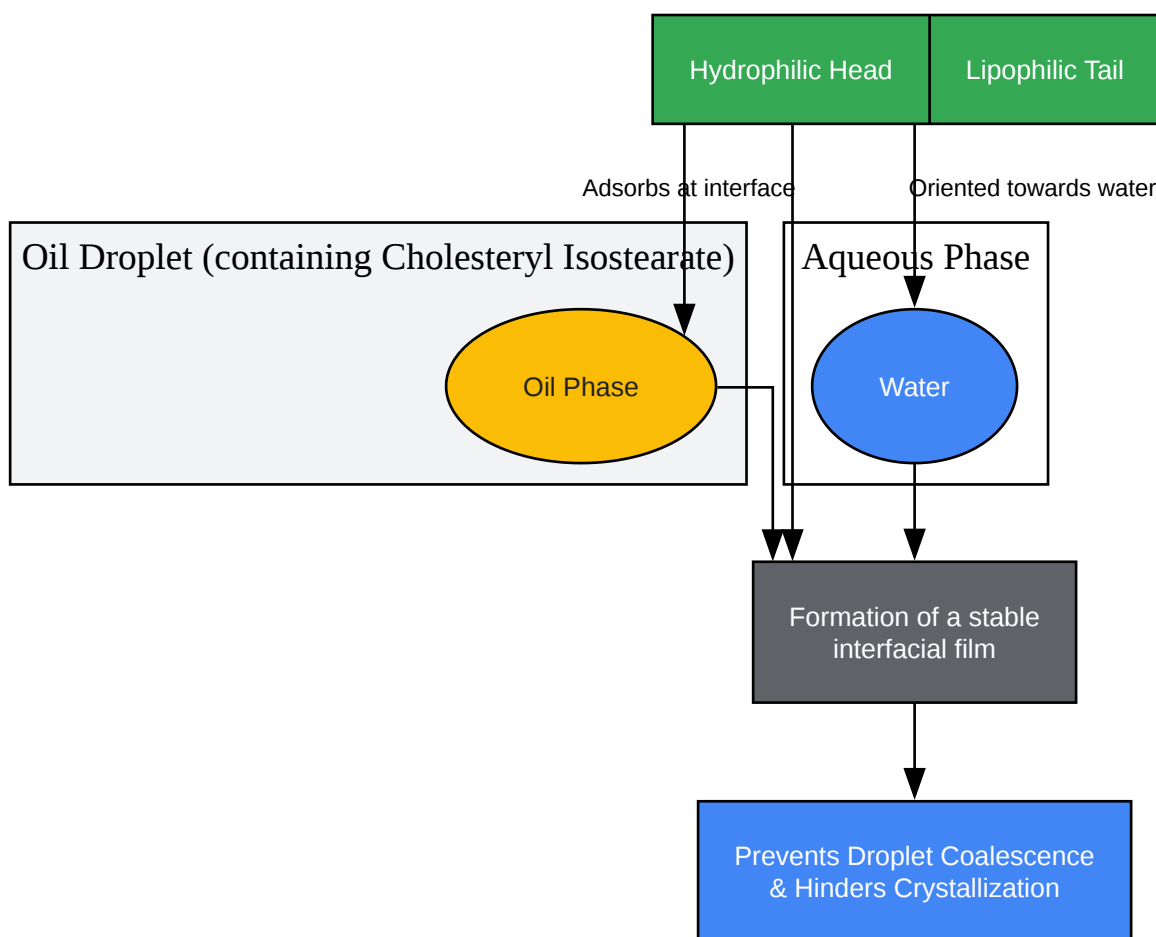 Hydrophilic Head
Lipophilic Tail
Adsorbs at interface
Oriented towards water
Oil Droplet (containing Cholesteryl Isostearate)
Aqueous Phase
Oil Phase
Water
Formation of a stable
interfacial film
Prevents Droplet Coalescence
& Hinders Crystallization